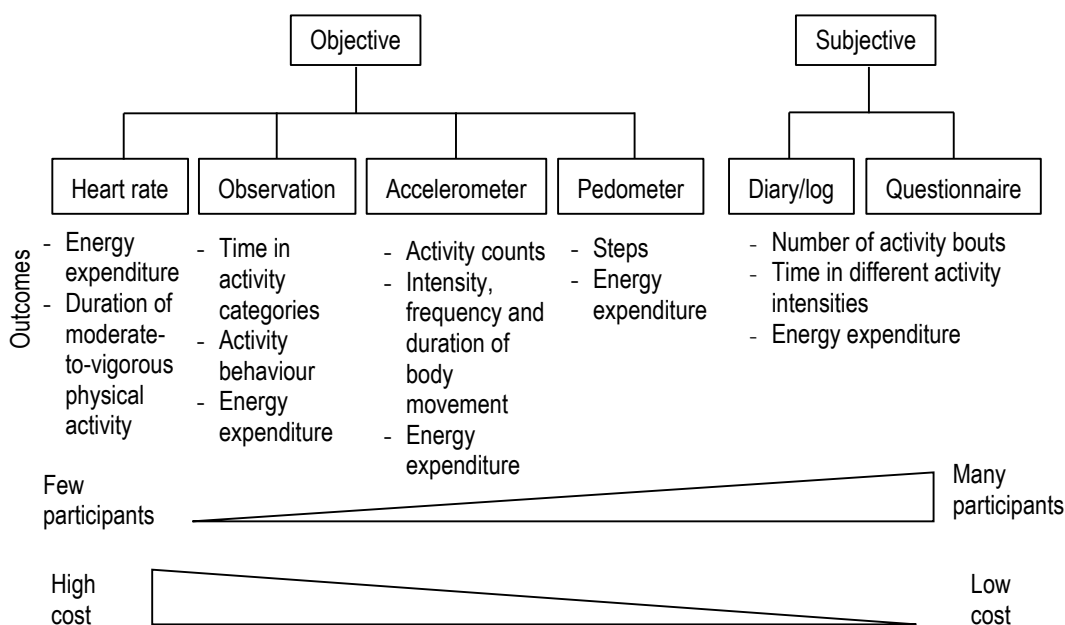 Objective
Subjective
Heart rate
Observation
Accelerometer
Pedometer
Diary/log
Questionnaire
Outcomes
- Energy
expenditure
- Duration of
moderate-
to-vigorous
physical
activity
- Time in
activity
categories
- Activity
behaviour
- Energy
expenditure
- Activity counts
- Intensity,
frequency and
duration of
body
movement
- Energy
expenditure
- Steps
- Energy
expenditure
- Number of activity bouts
- Time in different activity
intensities
- Energy expenditure
Few
participants
Many
participants
High
cost
Low
cost